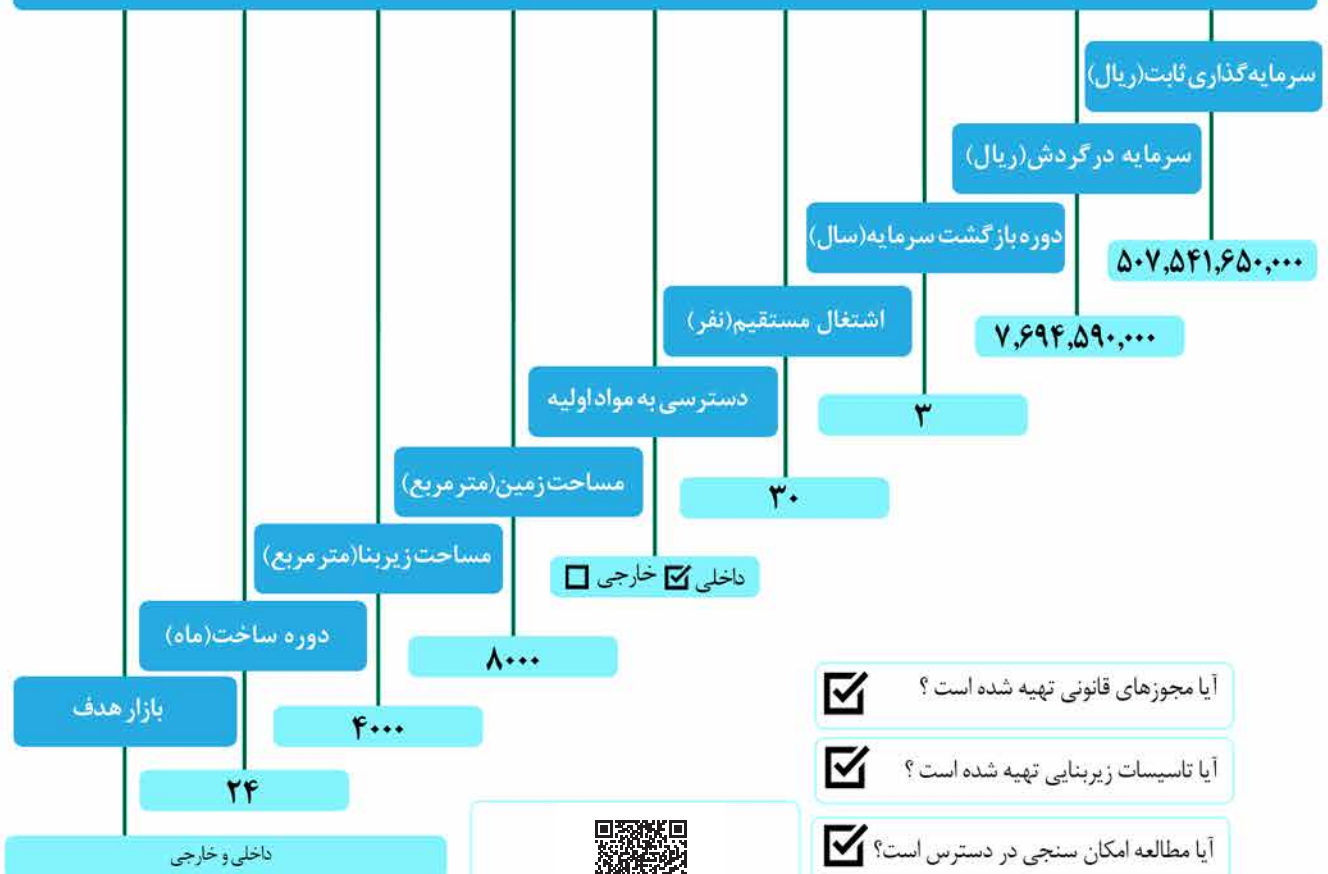 سرمایه‌گذاری ثابت(ریال)
۵۰۷,۵۴۱,۶۵۰,۰۰۰
سرمایه در گردش(ریال)
۷,۶۹۴,۵۹۰,۰۰۰
دوره بازگشت سرمایه(سال)
۳
اشتغال مستقیم(نفر)
۳۰
دسترسی به مواد اولیه
داخلی ☑ خارجی ☐
مساحت زمین(متر مربع)
۸۰۰۰
مساحت زیربنا(متر مربع)
۴۰۰۰
دوره ساخت(ماه)
۲۴
بازار هدف
داخلی و خارجی
آیا مجوزهای قانونی تهیه شده است ؟ ☑
آیا تاسیسات زیربنایی تهیه شده است ؟ ☑
آیا مطالعه امکان سنجی در دسترس است؟ ☑